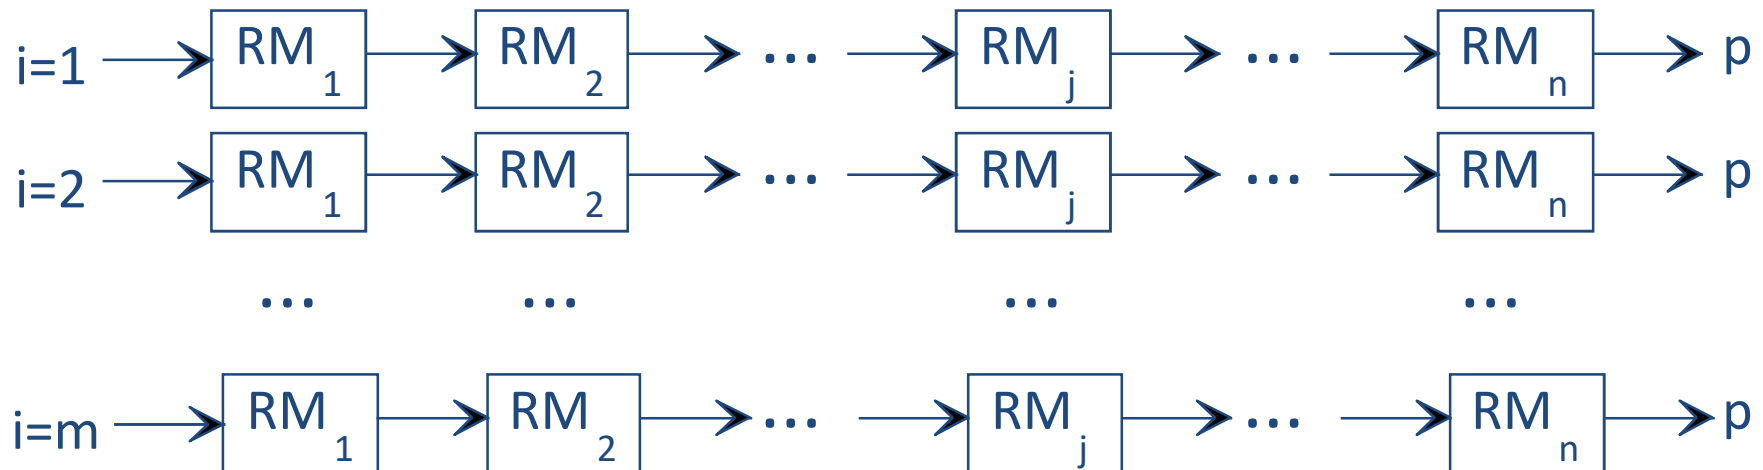 i=1 RM 1 RM 2 ... RM j ... RM n p
i=2 RM 1 RM 2 ... RM j ... RM n p
... ... ... ...
i=m RM 1 RM 2 ... RM j ... RM n p